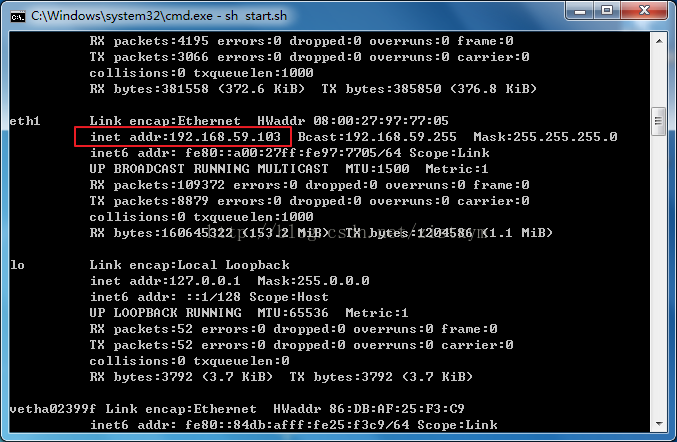 C:\Windows\system32\cmd.exe - sh start.sh
RX packets:4195 errors:0 dropped:0 overruns:0 frame:0
TX packets:3066 errors:0 dropped:0 overruns:0 carrier:0
collisions:0 txqueuelen:1000
RX bytes:381558 (372.6 KiB)  TX bytes:385850 (376.8 KiB)
eth1      Link encap:Ethernet  HWaddr 08:00:27:97:77:05
inet addr:192.168.59.103  Bcast:192.168.59.255  Mask:255.255.255.0
inet6 addr: fe80::a00:27ff:fe97:7705/64 Scope:Link
UP BROADCAST RUNNING MULTICAST  MTU:1500  Metric:1
RX packets:109372 errors:0 dropped:0 overruns:0 frame:0
TX packets:8879 errors:0 dropped:0 overruns:0 carrier:0
collisions:0 txqueuelen:1000
RX bytes:160645322 (153.2 MiB)  TX bytes:1204586 (1.1 MiB)
lo        Link encap:Local Loopback
inet addr:127.0.0.1  Mask:255.0.0.0
inet6 addr: ::1/128 Scope:Host
UP LOOPBACK RUNNING  MTU:65536  Metric:1
RX packets:52 errors:0 dropped:0 overruns:0 frame:0
TX packets:52 errors:0 dropped:0 overruns:0 carrier:0
collisions:0 txqueuelen:0
RX bytes:3792 (3.7 KiB)  TX bytes:3792 (3.7 KiB)
vetha02399f Link encap:Ethernet  HWaddr 86:DB:AF:25:F3:C9
inet6 addr: fe80::84db:afff:fe25:f3c9/64 Scope:Link